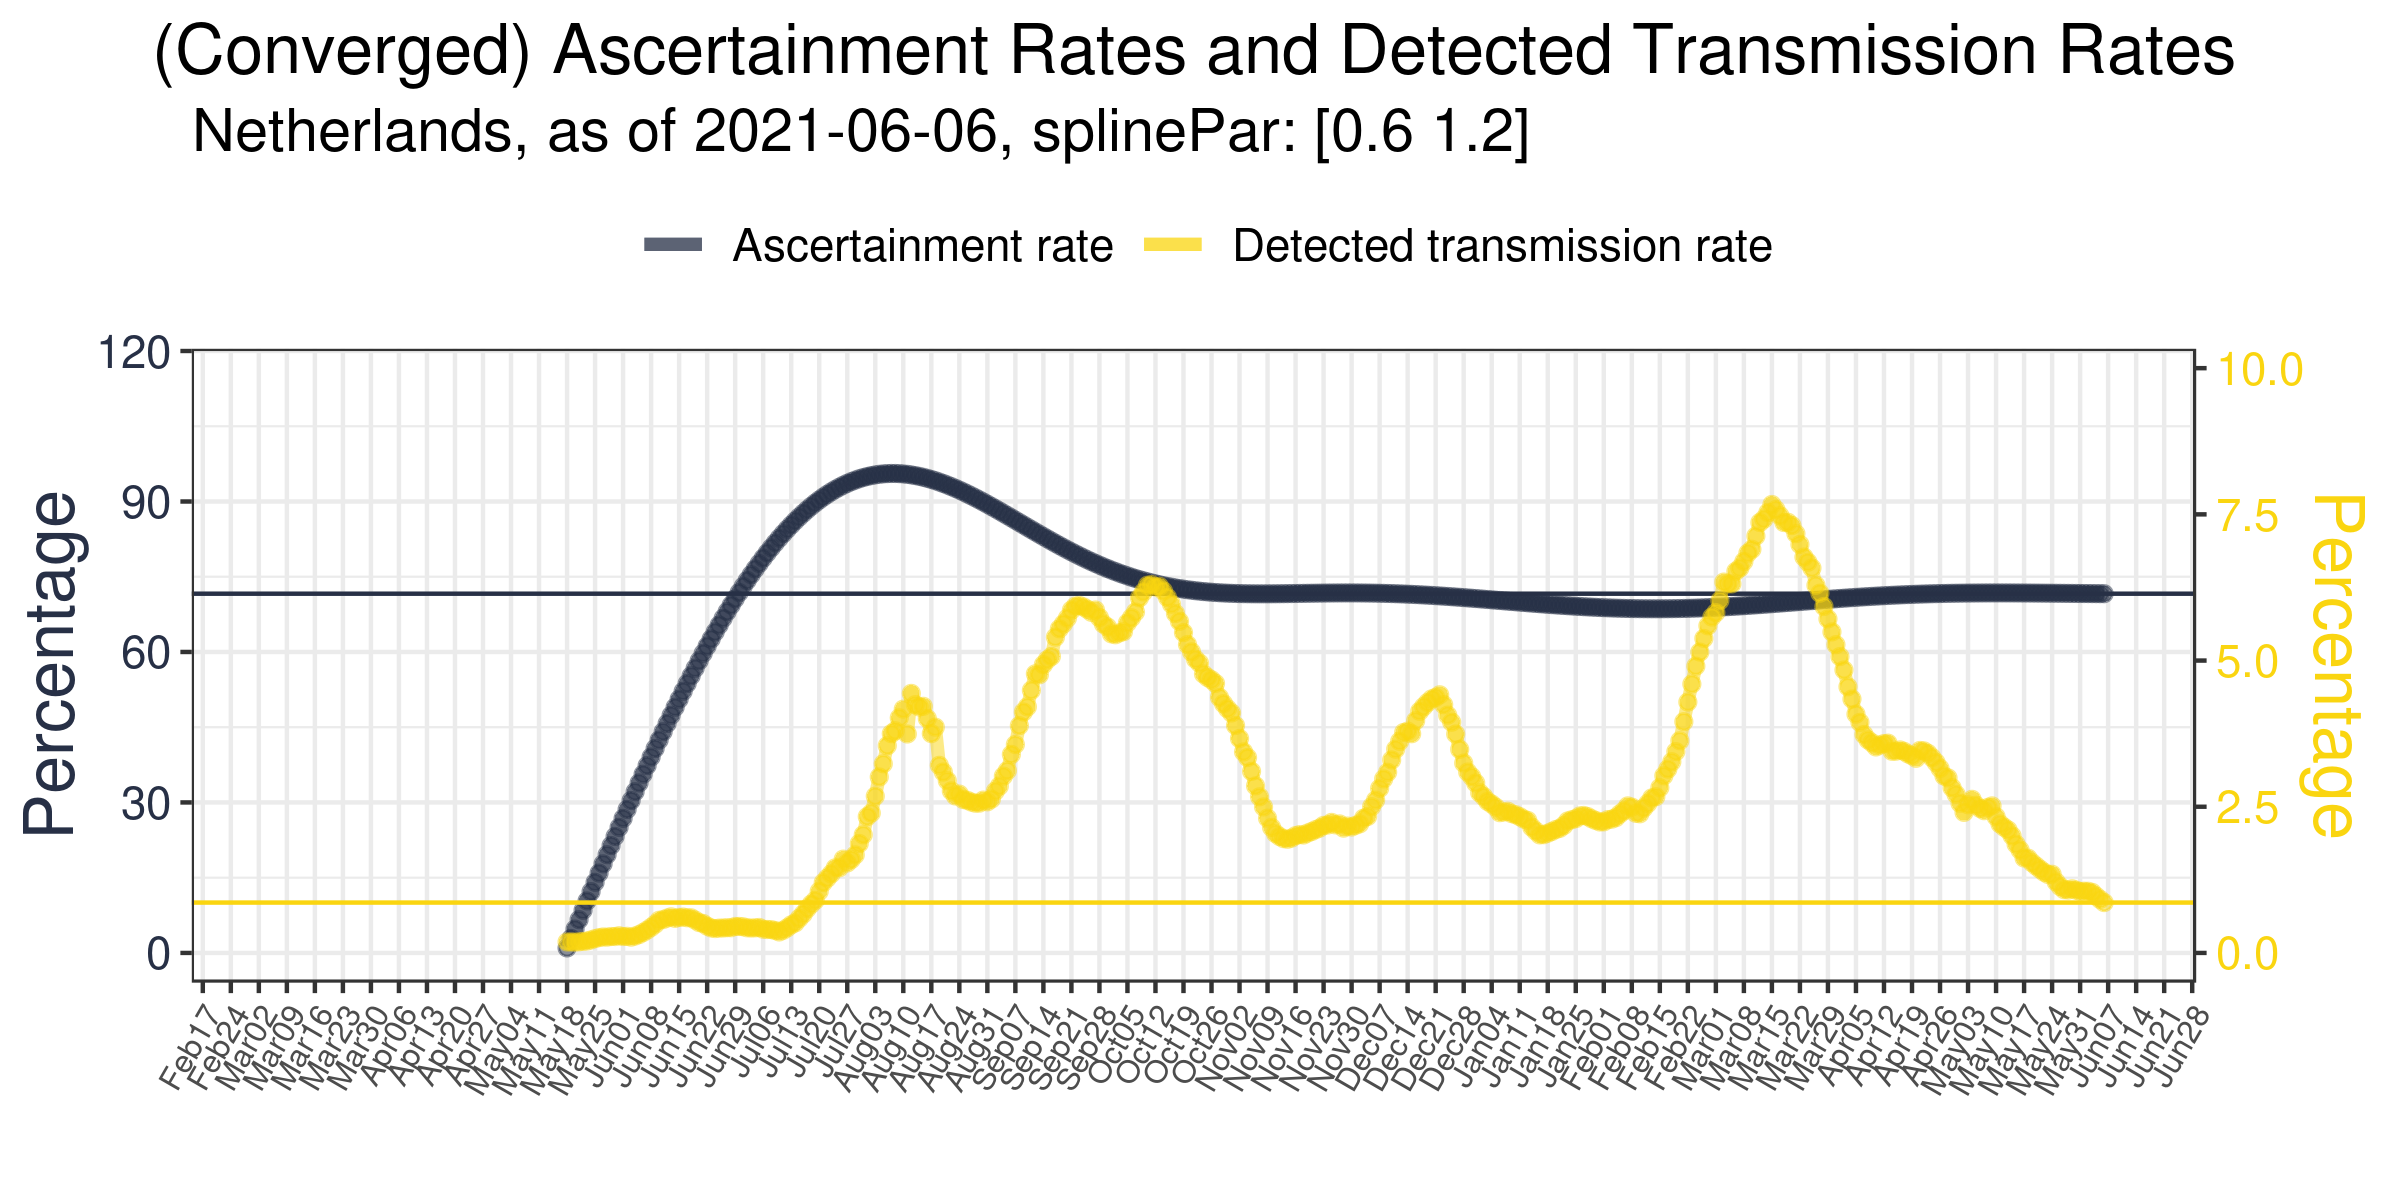 (Converged) Ascertainment Rates and Detected Transmission Rates
Netherlands, as of 2021-06-06, splinePar: [0.6 1.2]
Ascertainment rate
Detected transmission rate
Percentage
120
90
60
30
0
10.0
7.5
5.0
2.5
0.0
Percentage
Feb17
Feb24
Mar02
Mar09
Mar16
Mar23
Mar30
Apr06
Apr13
Apr20
Apr27
May04
May11
May18
May25
Jun01
Jun08
Jun15
Jun22
Jun29
Jul06
Jul13
Jul20
Jul27
Aug03
Aug10
Aug17
Aug24
Aug31
Sep07
Sep14
Sep21
Sep28
Oct05
Oct12
Oct19
Oct26
Nov02
Nov09
Nov16
Nov23
Nov30
Dec07
Dec14
Dec21
Dec28
Jan04
Jan11
Jan18
Jan25
Feb01
Feb08
Feb15
Feb22
Mar01
Mar08
Mar15
Mar22
Mar29
Apr05
Apr12
Apr19
Apr26
May03
May10
May17
May24
May31
Jun07
Jun14
Jun21
Jun28